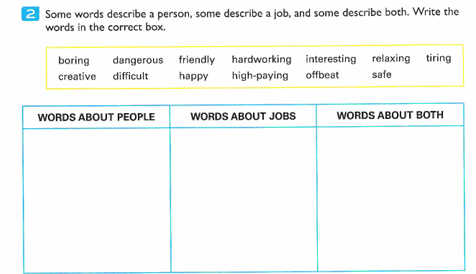 2 Some words describe a person, some describe a job, and some describe both. Write the
words in the correct box.
boring dangerous friendly hardworking interesting relaxing tiring
creative difficult happy high-paying offbeat safe
WORDS ABOUT PEOPLE WORDS ABOUT JOBS WORDS ABOUT BOTH